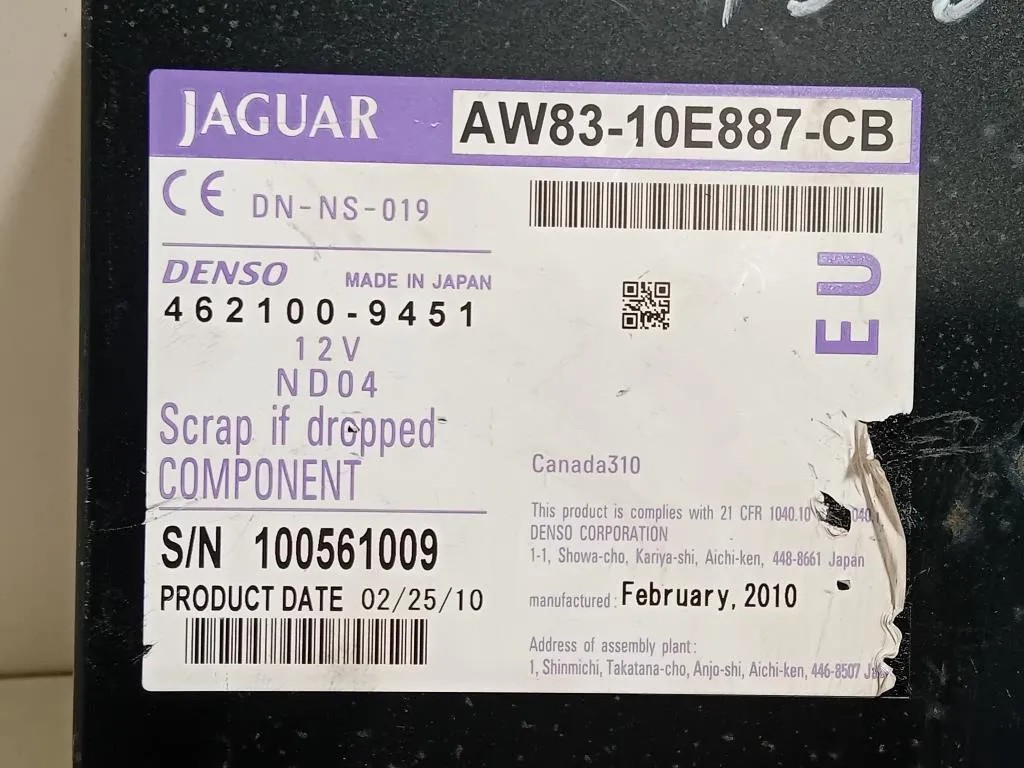 JAGUAR
AW83-10E887-CB
CE DN-NS-019
DENSO MADE IN JAPAN
462100-9451
12V
ND04
Scrap if dropped
COMPONENT
S/N 100561009
PRODUCT DATE 02/25/10
EU
Canada310
This product is complies with 21 CFR 1040.10
DENSO CORPORATION
1-1, Showa-cho, Kariya-shi, Aichi-ken, 448-8661 Japan
manufactured: February, 2010
Address of assembly plant:
1, Shinmichi, Takatana-cho, Anjo-shi, Aichi-ken, 446-8507